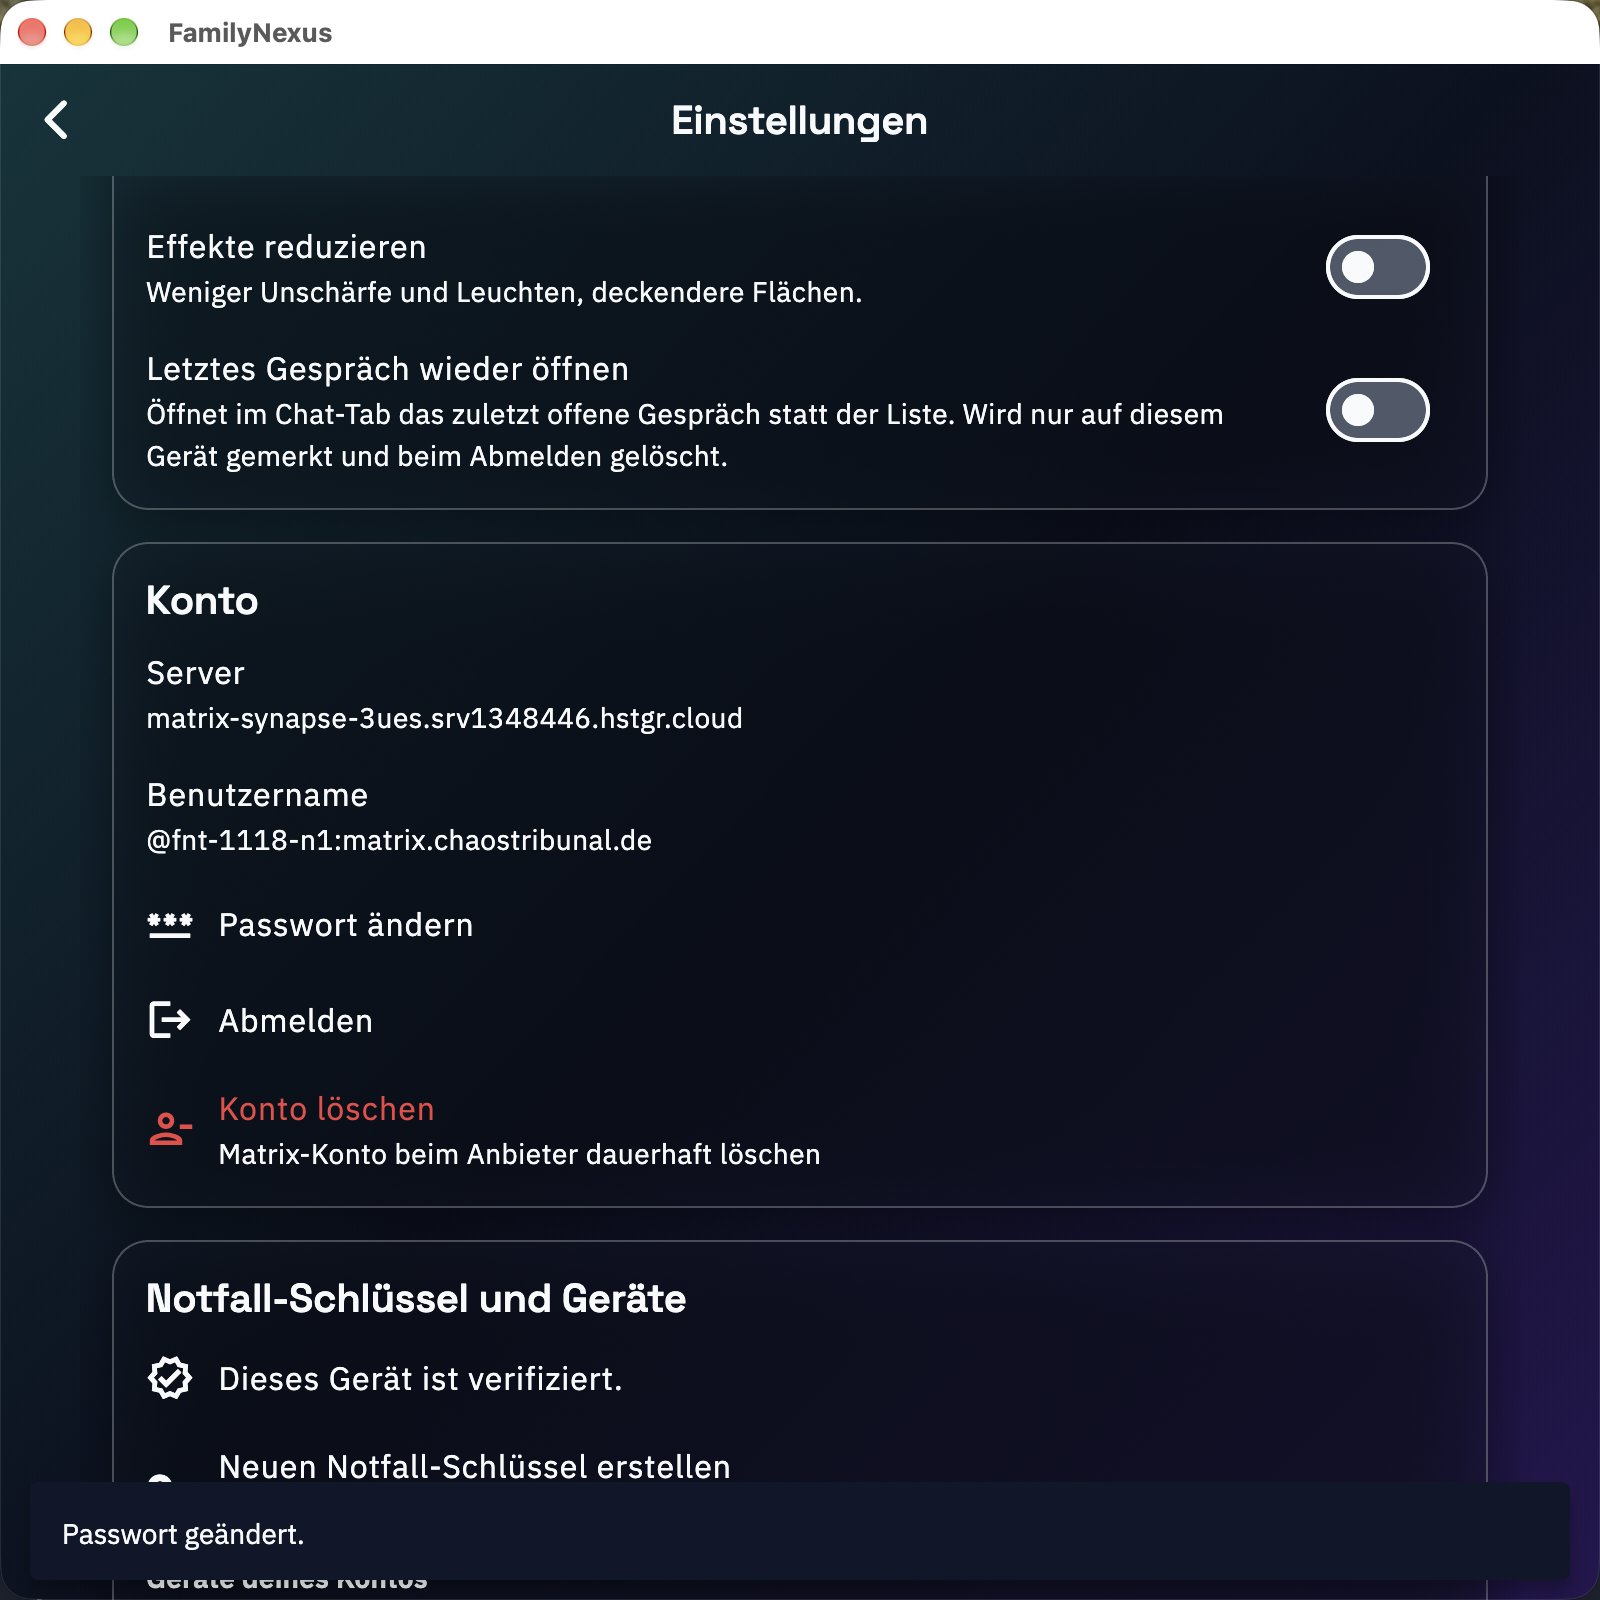 FamilyNexus
Einstellungen
Effekte reduzieren
Weniger Unschärfe und Leuchten, deckendere Flächen.
Letztes Gespräch wieder öffnen
Öffnet im Chat-Tab das zuletzt offene Gespräch statt der Liste. Wird nur auf diesem
Gerät gemerkt und beim Abmelden gelöscht.
Konto
Server
matrix-synapse-3ues.srv1348446.hstgr.cloud
Benutzername
@fnt-1118-n1:matrix.chaostribunal.de
Passwort ändern
Abmelden
Konto löschen
Matrix-Konto beim Anbieter dauerhaft löschen
Notfall-Schlüssel und Geräte
Dieses Gerät ist verifiziert.
Neuen Notfall-Schlüssel erstellen
Passwort geändert.
Geräte deines Kontos